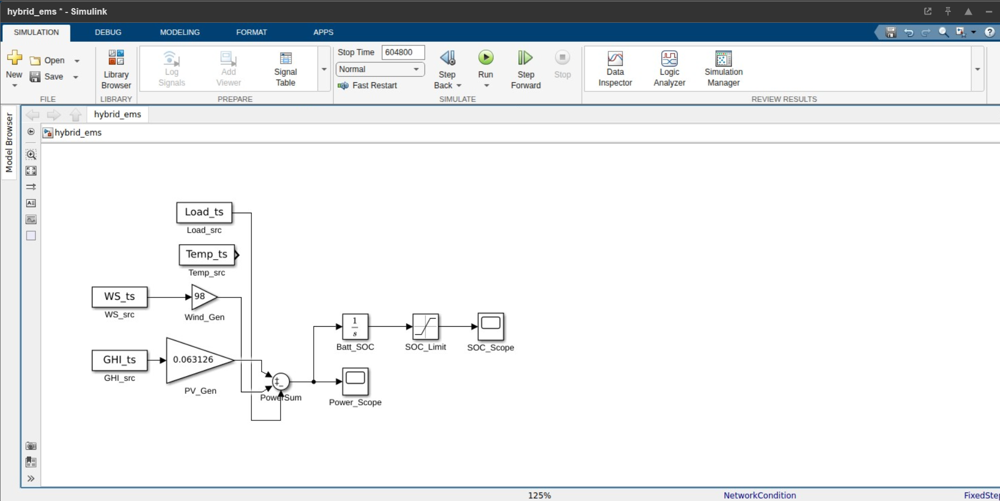 hybrid_ems * - Simulink
SIMULATION DEBUG MODELING FORMAT APPS
New
Open
Save
FILE
Library
Browser
LIBRARY
Log
Signals
Add
Viewer
Signal
Table
PREPARE
Stop Time 604800
Normal
Fast Restart
Step
Back
Run
Step
Forward
Stop
SIMULATE
Data
Inspector
Logic
Analyzer
Simulation
Manager
REVIEW RESULTS
Model Browser
hybrid_ems
hybrid_ems
Load_ts
Load_src
Temp_ts
Temp_src
WS_ts
WS_src
98
Wind_Gen
GHI_ts
GHI_src
0.063126
PV_Gen
PowerSum
1
s
Batt_SOC
SOC_Limit
SOC_Scope
Power_Scope
125%
NetworkCondition
FixedStep